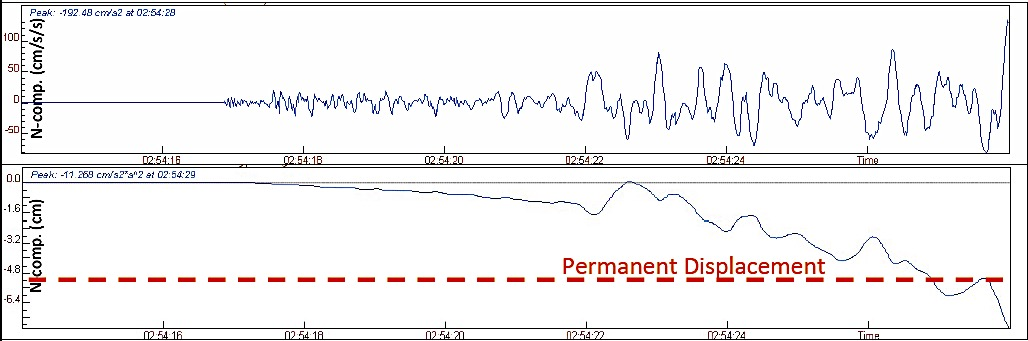 Peak: -192.48 cm/a2 at 02:54:28
N-comp. (cm/s/s)
100
50
0
-50
02:54:16 02:54:18 02:54:20 02:54:22 02:54:24 Time
Peak: -11.268 cm/s2*s^2 at 02:54:29
N-comp. (cm)
0.0
-1.6
-3.2
-4.8
-6.4
Permanent Displacement
02:54:16 02:54:18 02:54:20 02:54:22 02:54:24 Time